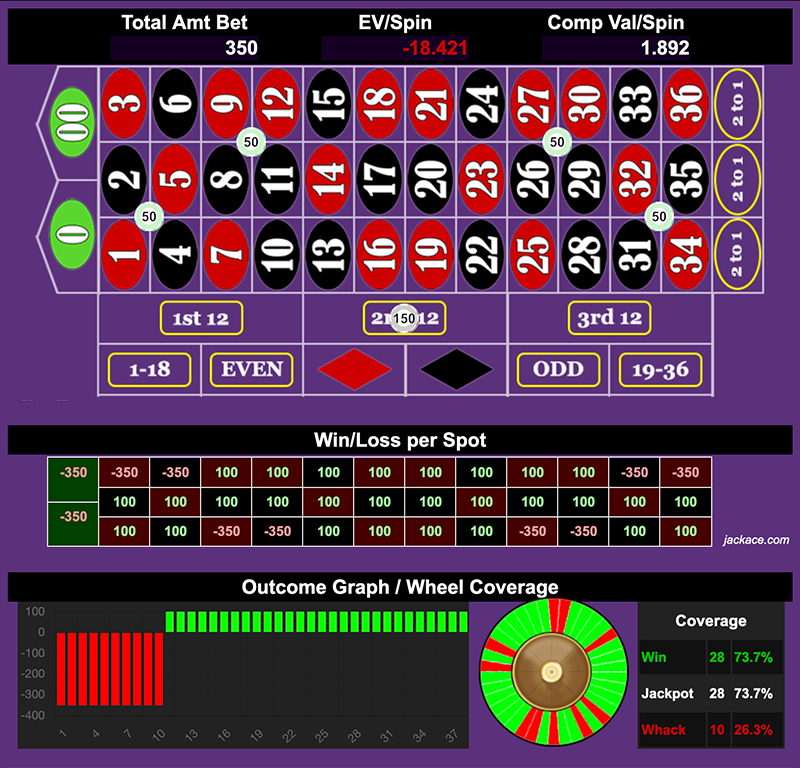 Total Amt Bet EV/Spin Comp Val/Spin
350 -18.421 1.892
00 3 6 9 12 15 18 21 24 27 30 33 36 2 to 1
50 50
2 5 8 11 14 17 20 23 26 29 32 35 2 to 1
50 50
0 1 4 7 10 13 16 19 22 25 28 31 34 2 to 1
1st 12 2 150 12 3rd 12
1-18 EVEN ODD 19-36
Win/Loss per Spot
-350 -350 -350 100 100 100 100 100 100 100 100 -350 -350
100 100 100 100 100 100 100 100 100 100 100 100
-350 100 100 -350 -350 100 100 100 100 -350 -350 100 100
jackace.com
Outcome Graph / Wheel Coverage
100
0
-100
-200
-300
-400
1 4 7 10 13 16 19 22 25 28 31 34 37
Coverage
Win 28 73.7%
Jackpot 28 73.7%
Whack 10 26.3%